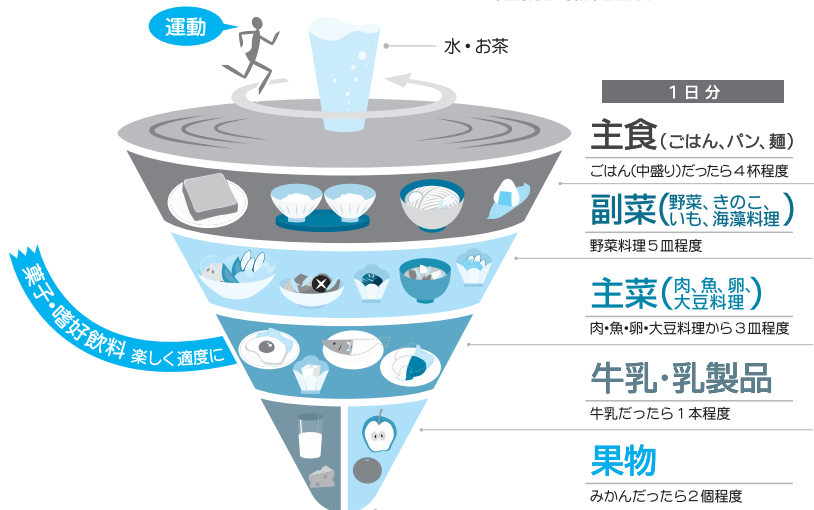 運動
水・お茶
1日分
主食(ごはん、パン、麺)
ごはん(中盛り)だったら4杯程度
副菜(野菜、きのこ、
いも、海藻料理)
野菜料理5皿程度
主菜(肉、魚、卵、
大豆料理)
肉・魚・卵・大豆料理から3皿程度
菓子・嗜好飲料 楽しく適度に
牛乳・乳製品
牛乳だったら1本程度
果物
みかんだったら2個程度